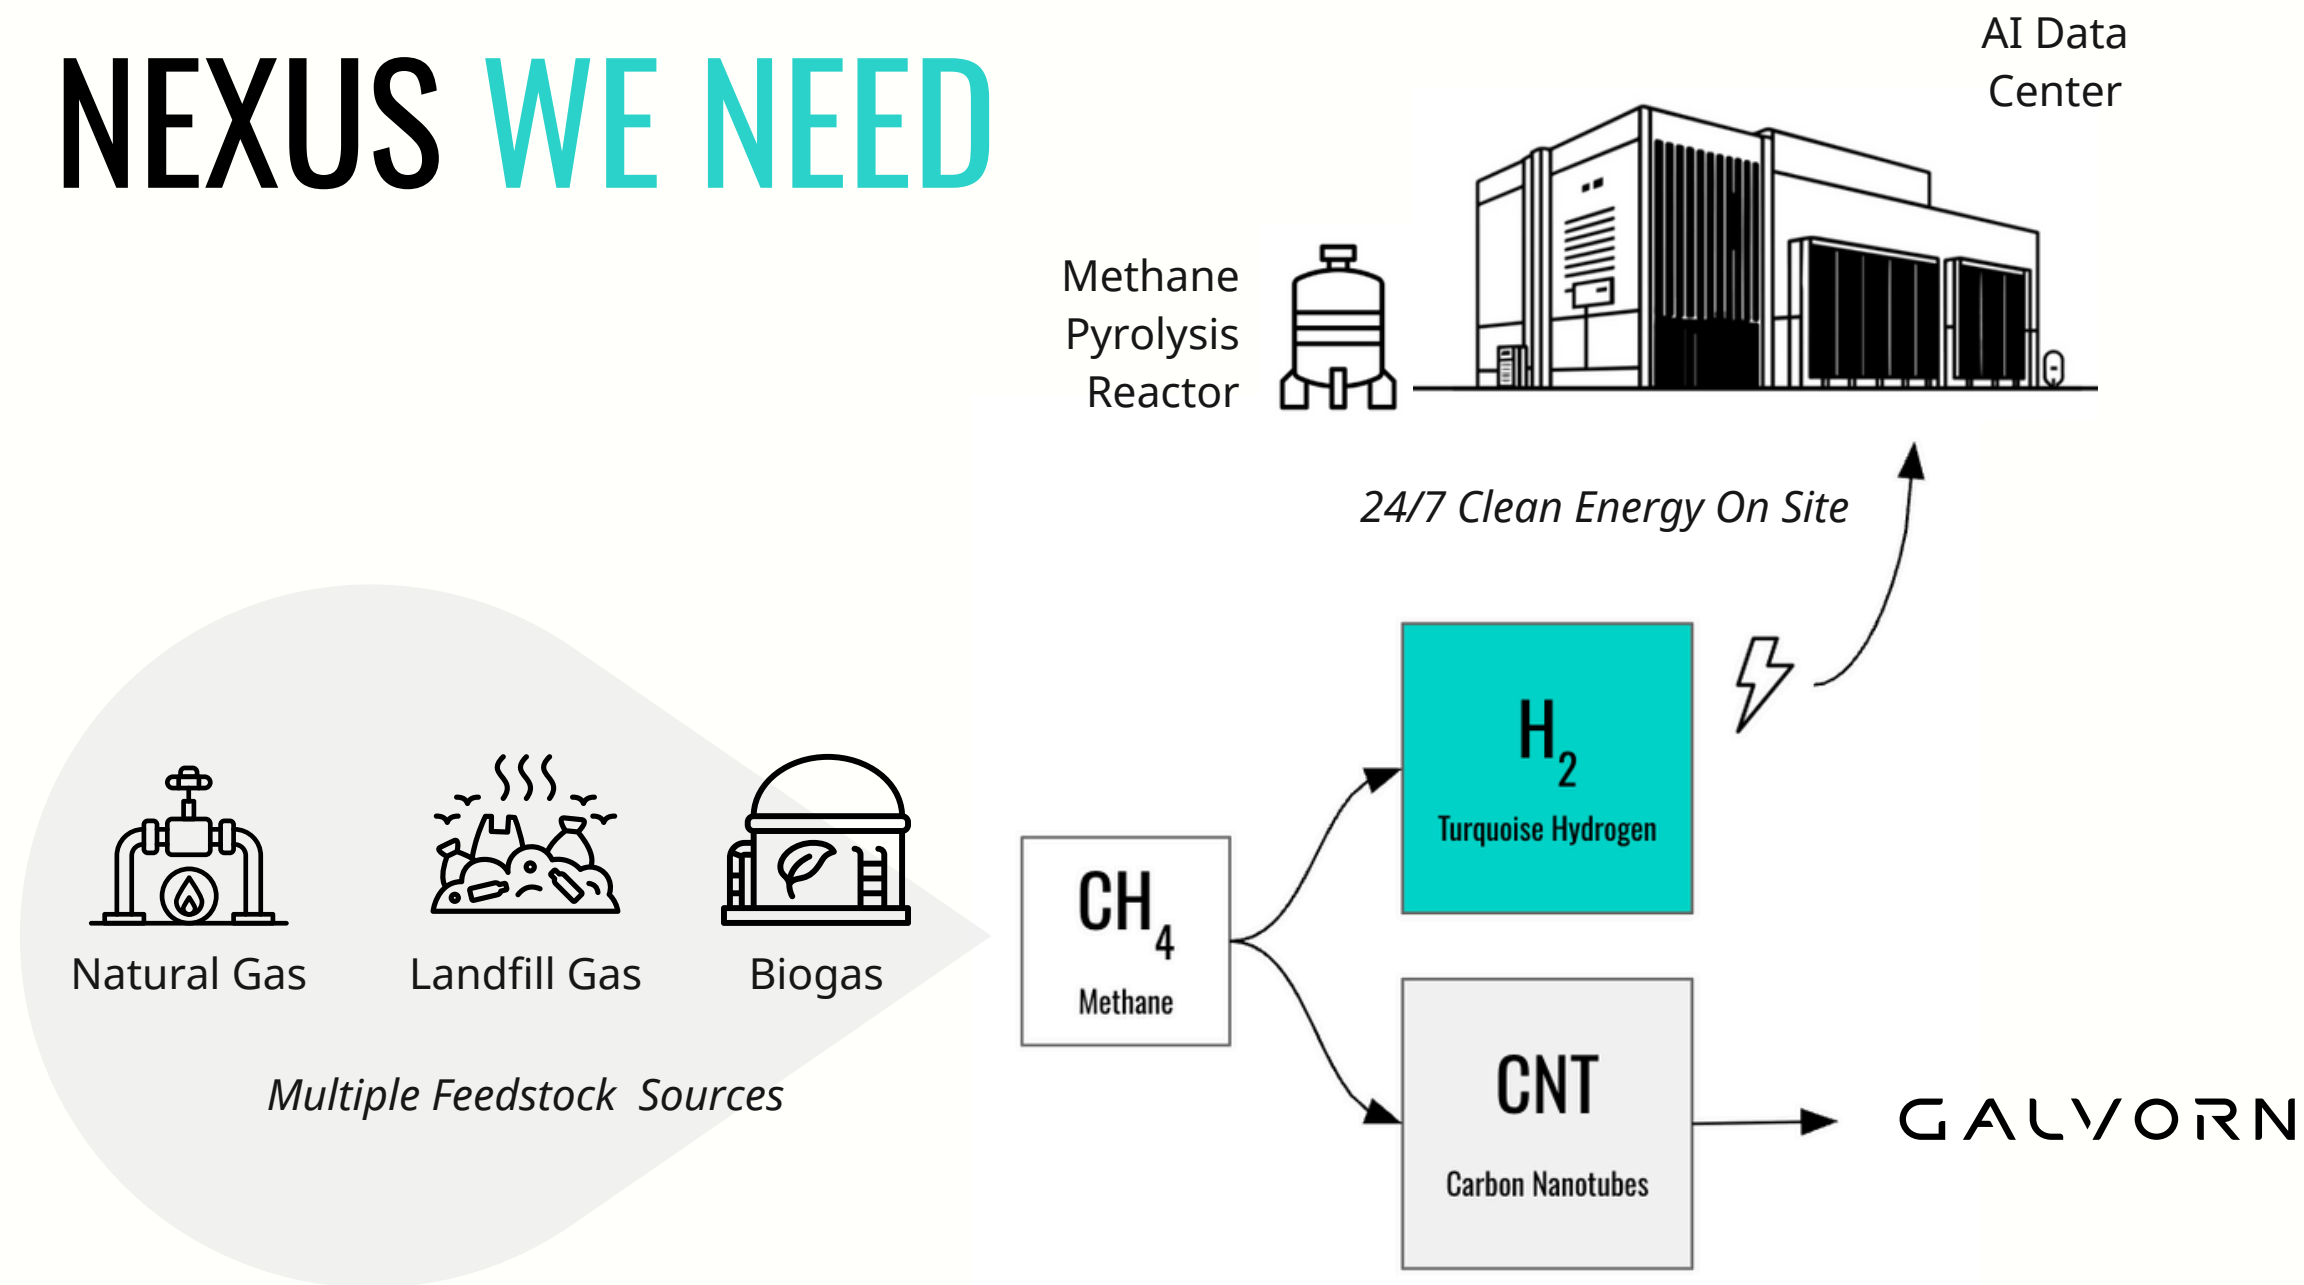 NEXUS WE NEED
AI Data
Center
Methane
Pyrolysis
Reactor
24/7 Clean Energy On Site
Natural Gas
Landfill Gas
Biogas
Multiple Feedstock Sources
CH4
Methane
H2
Turquoise Hydrogen
CNT
Carbon Nanotubes
GALVORN